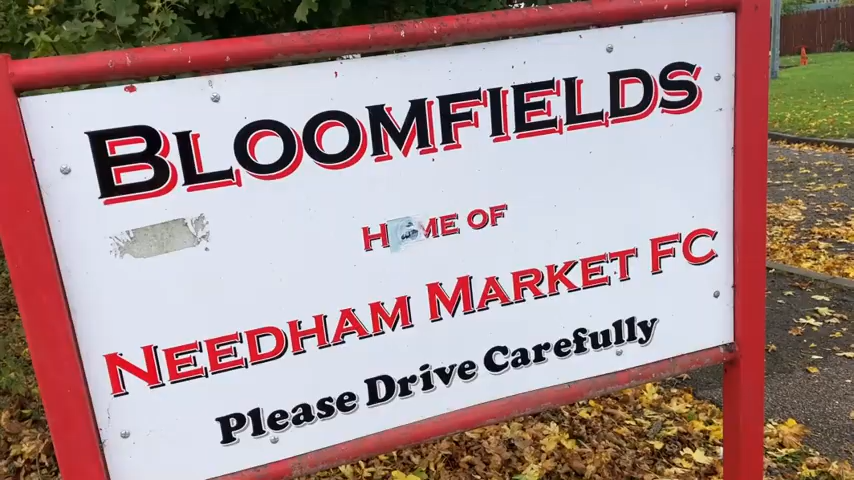 BLOOMFIELDS
HOME OF
NEEDHAM MARKET FC
Please Drive Carefully